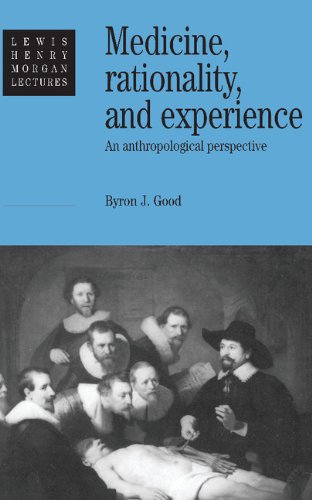 LEWIS
HENRY
MORGAN
LECTURES
Medicine,
rationality,
and experience
An anthropological perspective
Byron J. Good